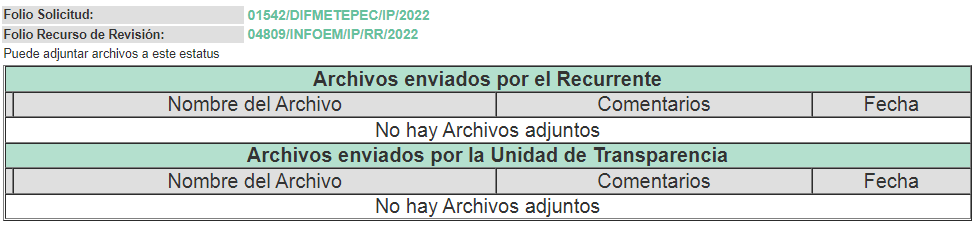 Folio Solicitud: 01542/DIFMETEPEC/IP/2022
Folio Recurso de Revisión: 04809/INFOEM/IP/RR/2022
Puede adjuntar archivos a este estatus
Archivos enviados por el Recurrente
Nombre del Archivo Comentarios Fecha
No hay Archivos adjuntos
Archivos enviados por la Unidad de Transparencia
Nombre del Archivo Comentarios Fecha
No hay Archivos adjuntos